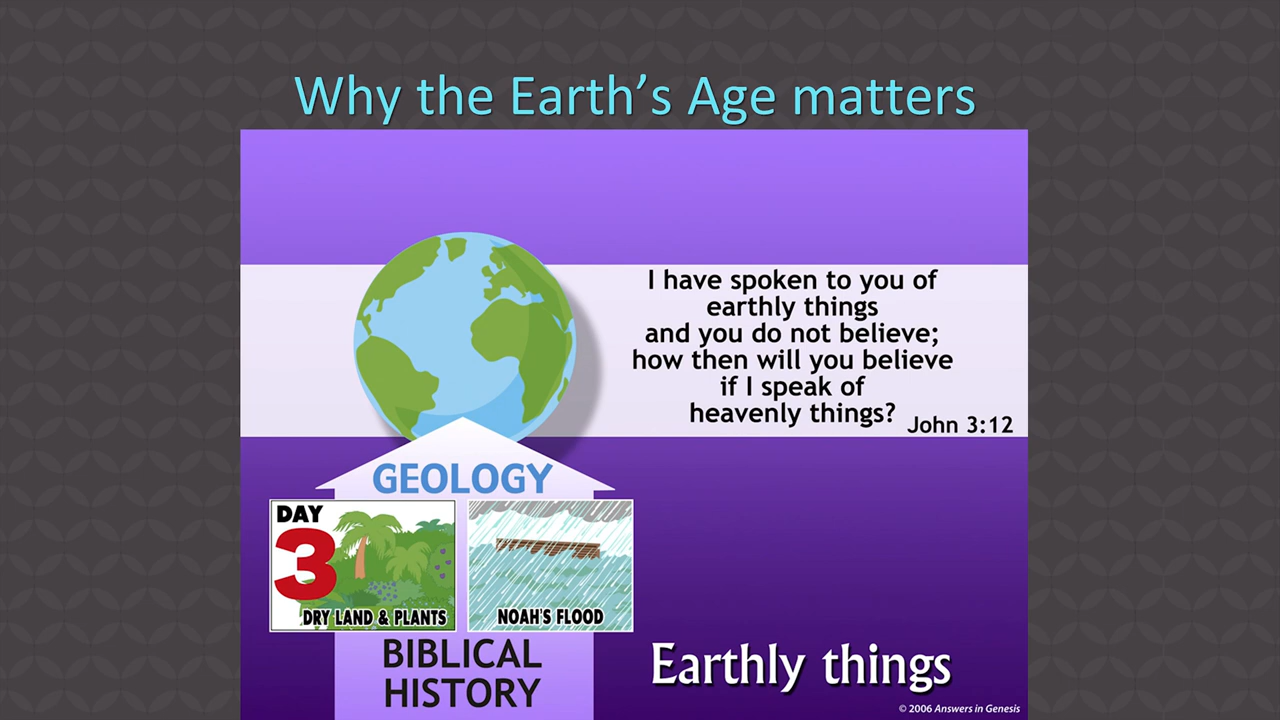 Why the Earth's Age matters
I have spoken to you of
earthly things
and you do not believe;
how then will you believe
if I speak of
heavenly things?
John 3:12
GEOLOGY
DAY
3
DRY LAND & PLANTS
NOAH'S FLOOD
BIBLICAL
HISTORY
Earthly things
© 2006 Answers in Genesis